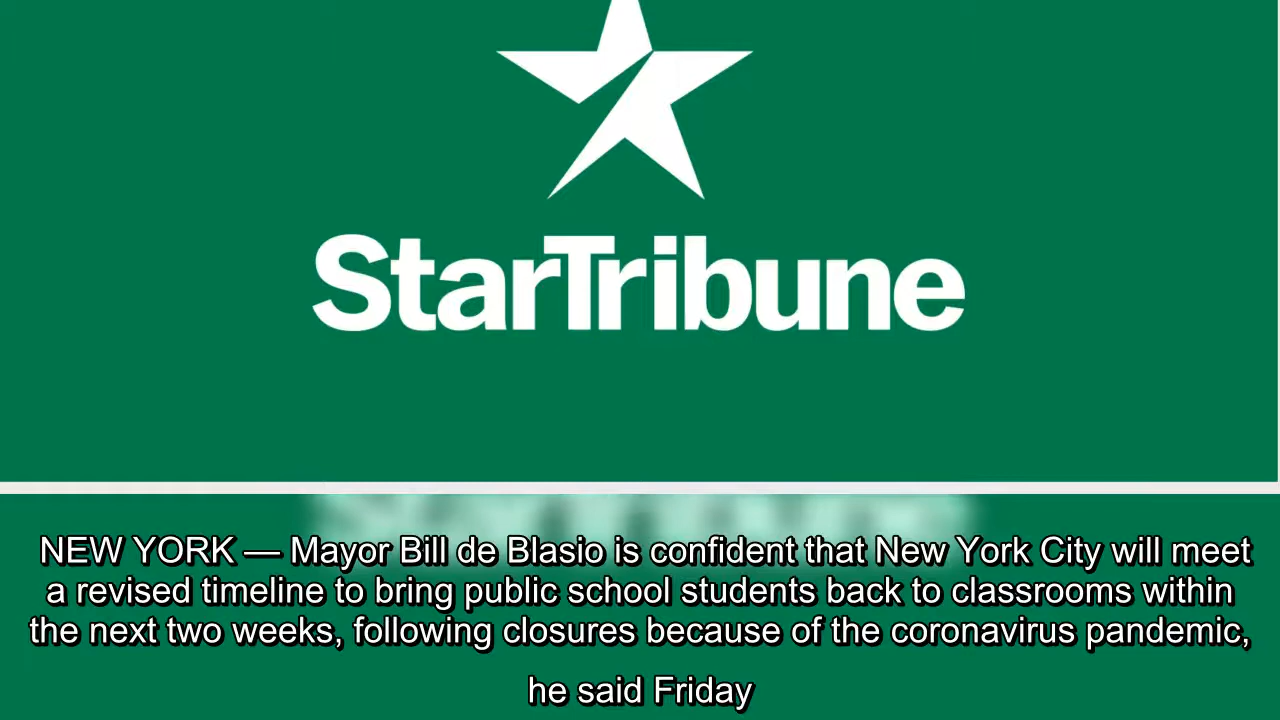 StarTribune
NEW YORK — Mayor Bill de Blasio is confident that New York City will meet
a revised timeline to bring public school students back to classrooms within
the next two weeks, following closures because of the coronavirus pandemic,
he said Friday